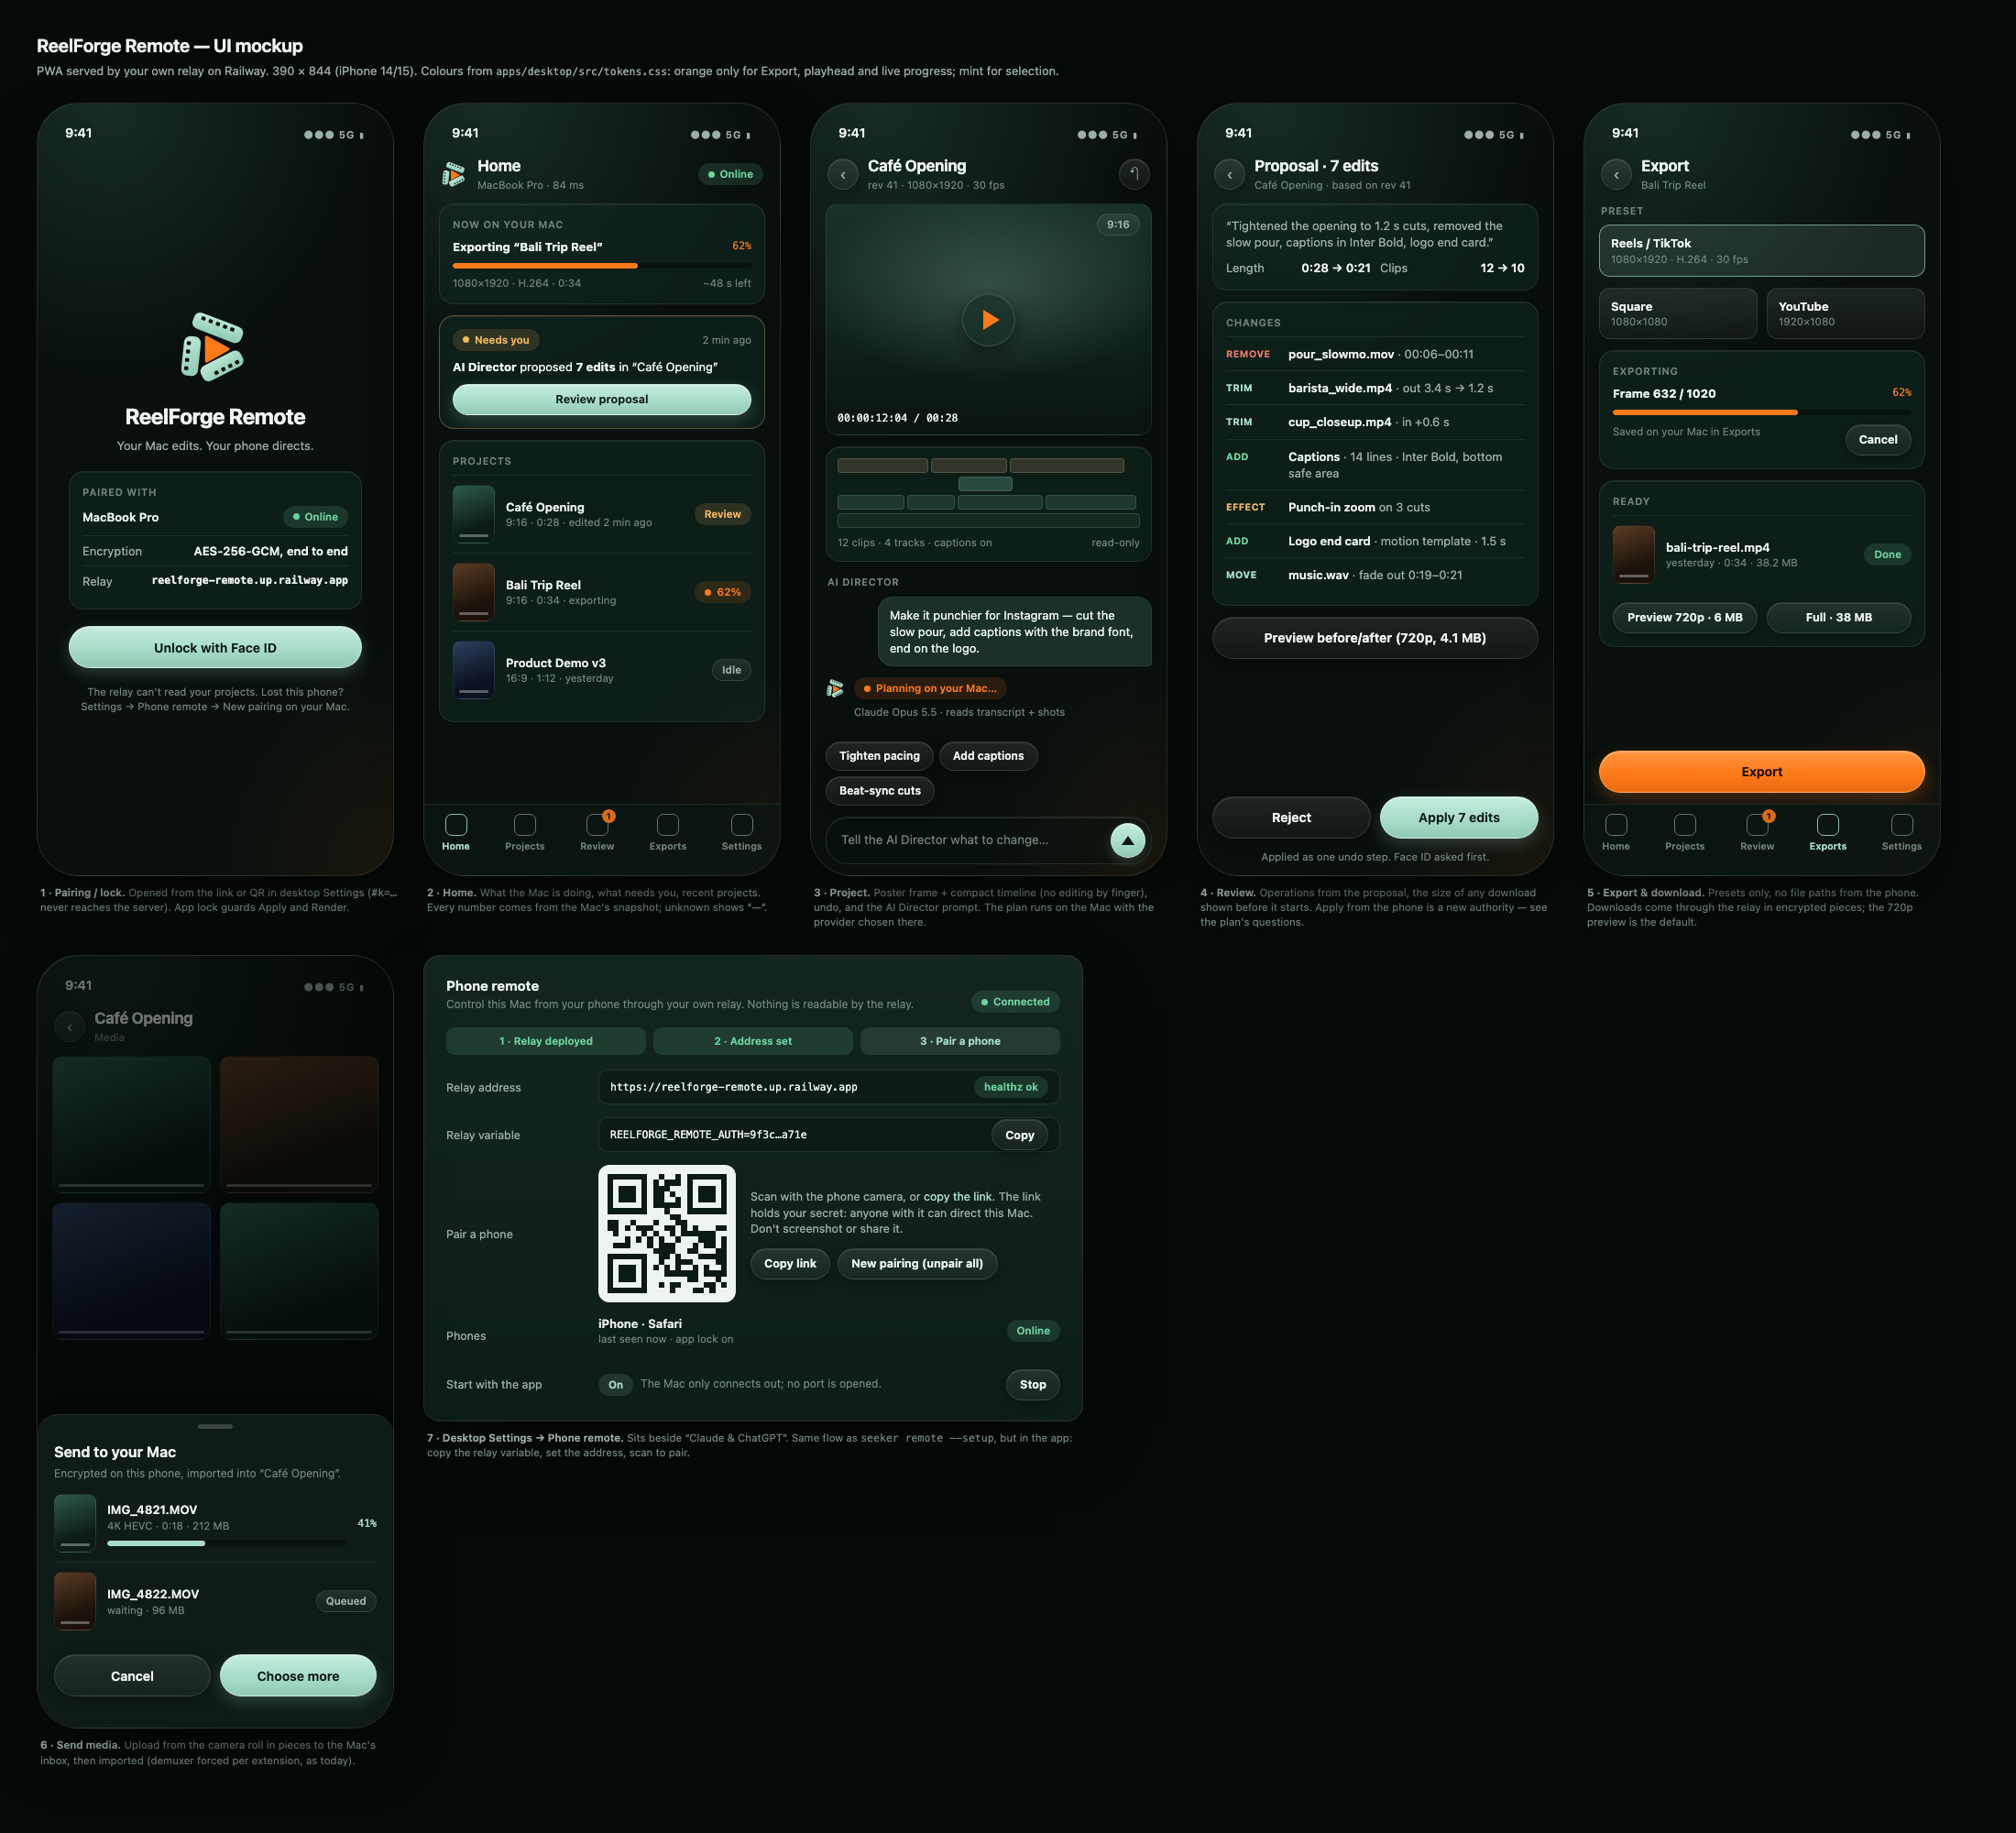 ReelForge Remote — UI mockup
PWA served by your own relay on Railway. 390 × 844 (iPhone 14/15). Colours from apps/desktop/src/tokens.css: orange only for Export, playhead and live progress; mint for selection.
9:41
5G
ReelForge Remote
Your Mac edits. Your phone directs.
PAIRED WITH
MacBook Pro
Online
Encryption
AES-256-GCM, end to end
Relay
reelforge-remote.up.railway.app
Unlock with Face ID
The relay can't read your projects. Lost this phone?
Settings → Phone remote → New pairing on your Mac.
1 · Pairing / lock. Opened from the link or QR in desktop Settings (#k=…
never reaches the server). App lock guards Apply and Render.
9:41
5G
Home
MacBook Pro · 84 ms
Online
NOW ON YOUR MAC
Exporting “Bali Trip Reel”
62%
1080×1920 · H.264 · 0:34
~48 s left
Needs you
2 min ago
AI Director proposed 7 edits in “Café Opening”
Review proposal
PROJECTS
Café Opening
9:16 · 0:28 · edited 2 min ago
Review
Bali Trip Reel
9:16 · 0:34 · exporting
62%
Product Demo v3
16:9 · 1:12 · yesterday
Idle
1
Home
Projects
Review
Exports
Settings
2 · Home. What the Mac is doing, what needs you, recent projects.
Every number comes from the Mac's snapshot; unknown shows “—”.
9:41
5G
Café Opening
rev 41 · 1080×1920 · 30 fps
9:16
00:00:12:04 / 00:28
12 clips · 4 tracks · captions on
read-only
AI DIRECTOR
Make it punchier for Instagram — cut the
slow pour, add captions with the brand font,
end on the logo.
Planning on your Mac…
Claude Opus 5.5 · reads transcript + shots
Tighten pacing
Add captions
Beat-sync cuts
Tell the AI Director what to change…
3 · Project. Poster frame + compact timeline (no editing by finger),
undo, and the AI Director prompt. The plan runs on the Mac with the
provider chosen there.
9:41
5G
Proposal · 7 edits
Café Opening · based on rev 41
“Tightened the opening to 1.2 s cuts, removed the
slow pour, captions in Inter Bold, logo end card.”
Length
0:28 → 0:21
Clips
12 → 10
CHANGES
REMOVE
pour_slowmo.mov · 00:06–00:11
TRIM
barista_wide.mp4 · out 3.4 s → 1.2 s
TRIM
cup_closeup.mp4 · in +0.6 s
ADD
Captions · 14 lines · Inter Bold, bottom
safe area
EFFECT
Punch-in zoom on 3 cuts
ADD
Logo end card · motion template · 1.5 s
MOVE
music.wav · fade out 0:19–0:21
Preview before/after (720p, 4.1 MB)
Reject
Apply 7 edits
Applied as one undo step. Face ID asked first.
4 · Review. Operations from the proposal, the size of any download
shown before it starts. Apply from the phone is a new authority — see
the plan's questions.
9:41
5G
Export
Bali Trip Reel
PRESET
Reels / TikTok
1080×1920 · H.264 · 30 fps
Square
1080×1080
YouTube
1920×1080
EXPORTING
Frame 632 / 1020
62%
Saved on your Mac in Exports
Cancel
READY
bali-trip-reel.mp4
yesterday · 0:34 · 38.2 MB
Done
Preview 720p · 6 MB
Full · 38 MB
Export
1
Home
Projects
Review
Exports
Settings
5 · Export & download. Presets only, no file paths from the phone.
Downloads come through the relay in encrypted pieces; the 720p
preview is the default.
9:41
5G
Café Opening
Media
Send to your Mac
Encrypted on this phone, imported into “Café Opening”.
IMG_4821.MOV
4K HEVC · 0:18 · 212 MB
41%
IMG_4822.MOV
waiting · 96 MB
Queued
Cancel
Choose more
6 · Send media. Upload from the camera roll in pieces to the Mac's
inbox, then imported (demuxer forced per extension, as today).
Phone remote
Control this Mac from your phone through your own relay. Nothing is readable by the relay.
Connected
1 · Relay deployed
2 · Address set
3 · Pair a phone
Relay address
https://reelforge-remote.up.railway.app
healthz ok
Relay variable
REELFORGE_REMOTE_AUTH=9f3c…a71e
Copy
Pair a phone
Scan with the phone camera, or copy the link. The link
holds your secret: anyone with it can direct this Mac.
Don't screenshot or share it.
Copy link
New pairing (unpair all)
Phones
iPhone · Safari
last seen now · app lock on
Online
Start with the app
On
The Mac only connects out; no port is opened.
Stop
7 · Desktop Settings → Phone remote. Sits beside “Claude & ChatGPT”. Same flow as seeker remote --setup, but in the app:
copy the relay variable, set the address, scan to pair.